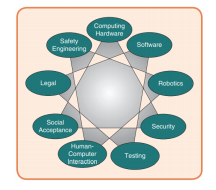 Computing
Hardware
Software
Robotics
Security
Testing
Human-
Computer
Interaction
Social
Acceptance
Legal
Safety
Engineering